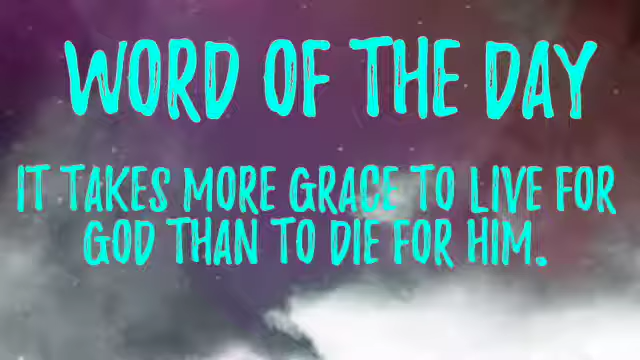 WORD OF THE DAY
IT TAKES MORE GRACE TO LIVE FOR
GOD THAN TO DIE FOR HIM.